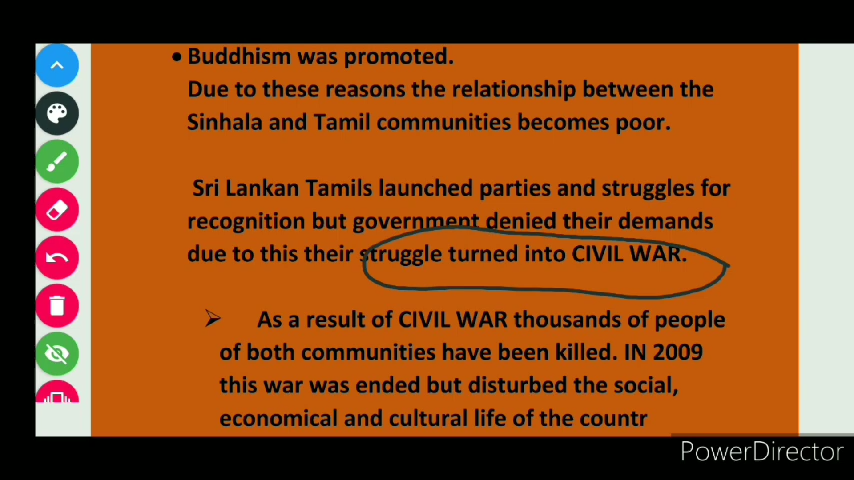 • Buddhism was promoted.
Due to these reasons the relationship between the
Sinhala and Tamil communities becomes poor.
Sri Lankan Tamils launched parties and struggles for
recognition but government denied their demands
due to this their struggle turned into CIVIL WAR.
➢ As a result of CIVIL WAR thousands of people
of both communities have been killed. IN 2009
this war was ended but disturbed the social,
economical and cultural life of the countr
PowerDirector